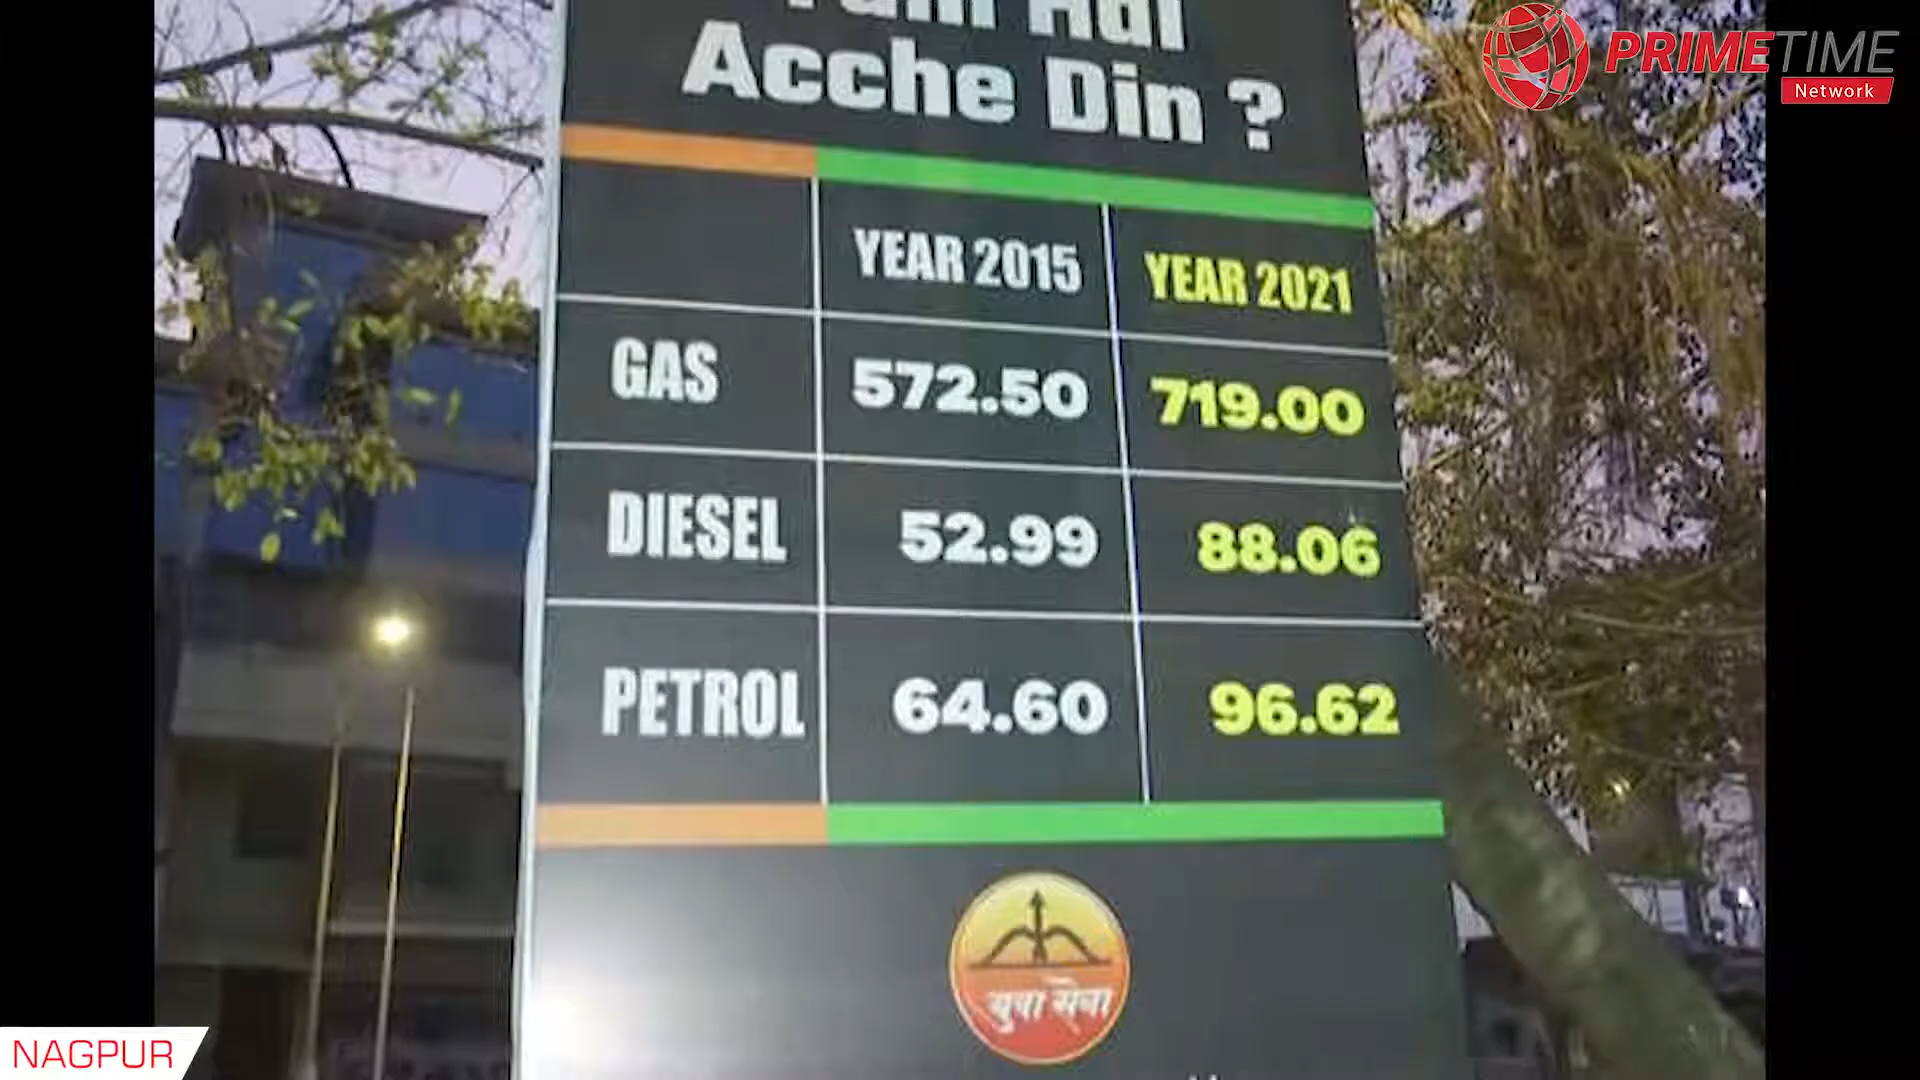 Acche Din ?
PRIMETIME
Network
YEAR 2015 YEAR 2021
GAS 572.50 719.00
DIESEL 52.99 88.06
PETROL 64.60 96.62
युवा सेना
NAGPUR